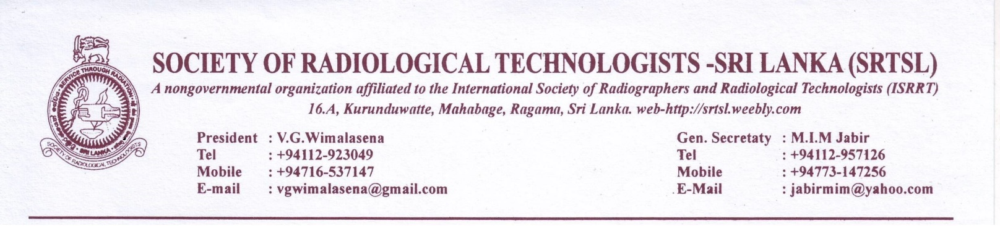 SERVICE THROUGH RADIATION
SRI LANKA
SOCIETY OF RADIOLOGICAL TECHNOLOGISTS
SOCIETY OF RADIOLOGICAL TECHNOLOGISTS -SRI LANKA (SRTSL)
A nongovernmental organization affiliated to the International Society of Radiographers and Radiological Technologists (ISRRT)
16.A, Kurunduwatte, Mahabage, Ragama, Sri Lanka. web-http://srtsl.weebly.com
President : V.G.Wimalasena
Tel : +94112-923049
Mobile : +94716-537147
E-mail : vgwimalasena@gmail.com
Gen. Secretaty : M.I.M Jabir
Tel : +94112-957126
Mobile : +94773-147256
E-Mail : jabirmim@yahoo.com